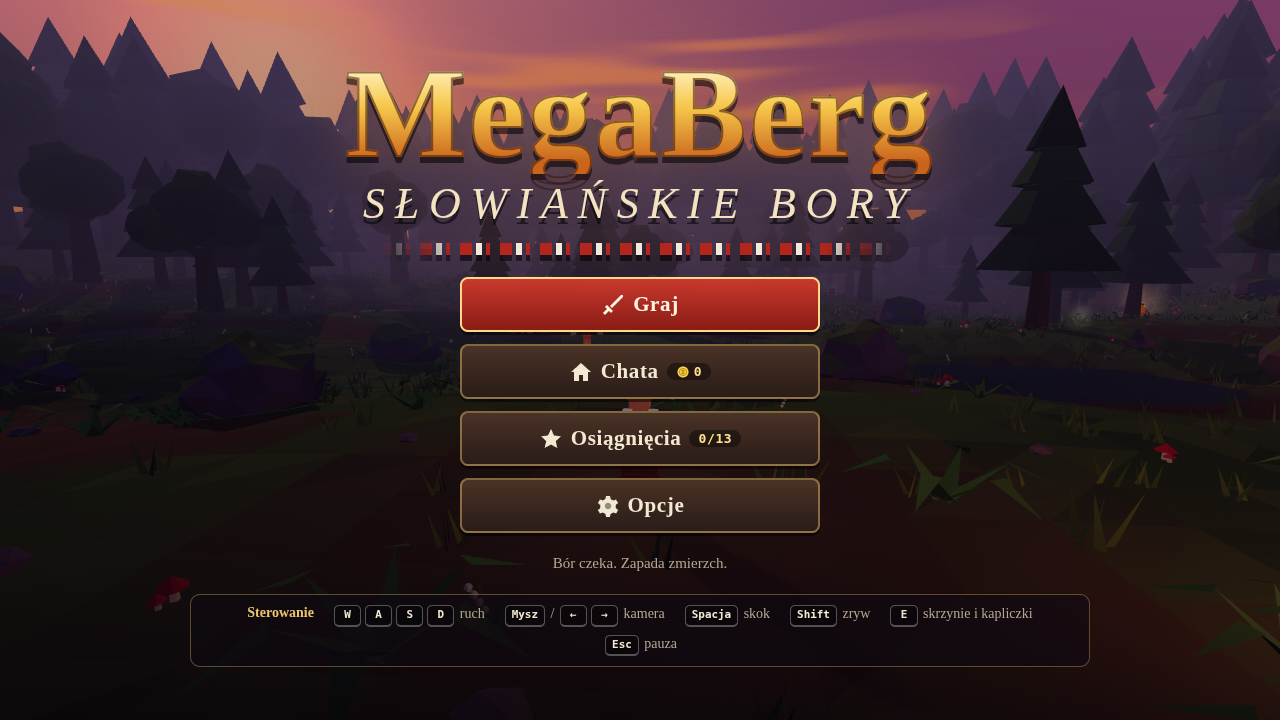 MegaBerg
SŁOWIAŃSKIE BORY
Graj
Chata 0
Osiągnięcia 0/13
Opcje
Bór czeka. Zapada zmierzch.
Sterowanie W A S D ruch Mysz / ← → kamera Spacja skok Shift zryw E skrzynie i kapliczki
Esc pauza